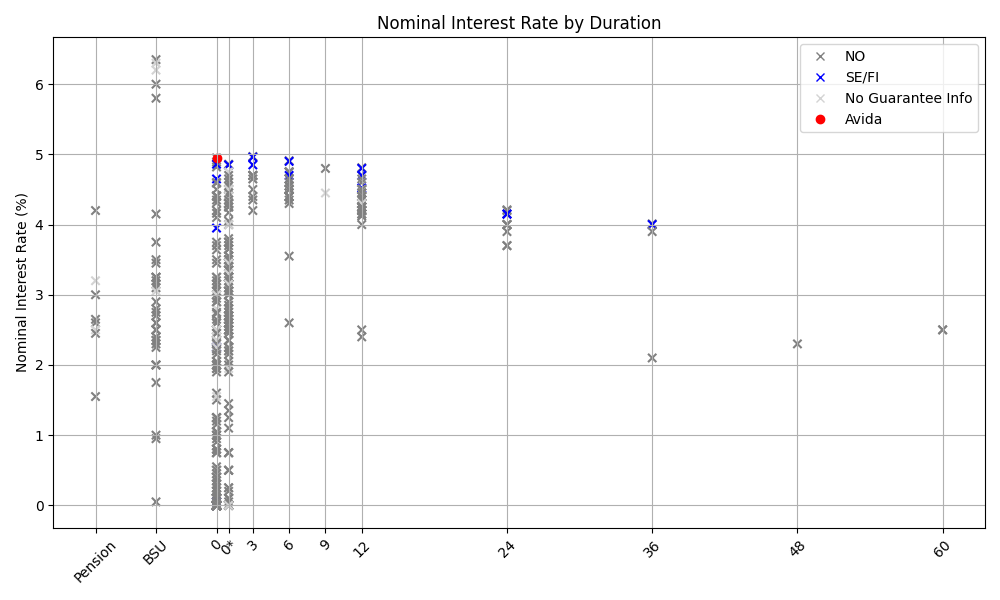 Nominal Interest Rate by Duration
Nominal Interest Rate (%)
6
5
4
3
2
1
0
NO
SE/FI
No Guarantee Info
Avida
Pension
BSU
0
0*
3
6
9
12
24
36
48
60